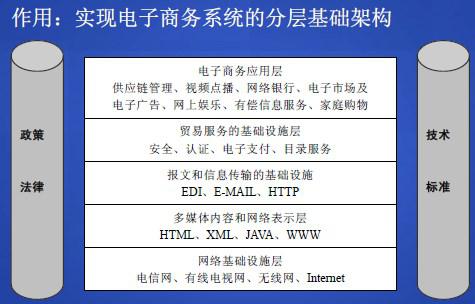 作用：实现电子商务系统的分层基础架构
政策
法律
电子商务应用层
供应链管理、视频点播、网络银行、电子市场及
电子广告、网上娱乐、有偿信息服务、家庭购物
贸易服务的基础设施层
安全、认证、电子支付、目录服务
报文和信息传输的基础设施
EDI、E-MAIL、HTTP
多媒体内容和网络表示层
HTML、XML、JAVA、WWW
网络基础设施层
电信网、有线电视网、无线网、Internet
技术
标准